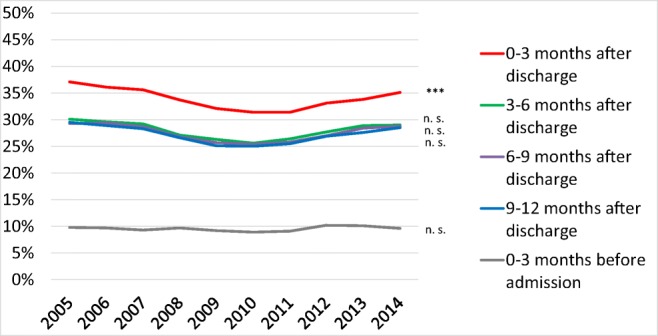 50%
45%
40%
35%
30%
25%
20%
15%
10%
5%
0%
2005 2006 2007 2008 2009 2010 2011 2012 2013 2014
***
n. s.
n. s.
n. s.
n. s.
0-3 months after
discharge
3-6 months after
discharge
6-9 months after
discharge
9-12 months after
discharge
0-3 months before
admission